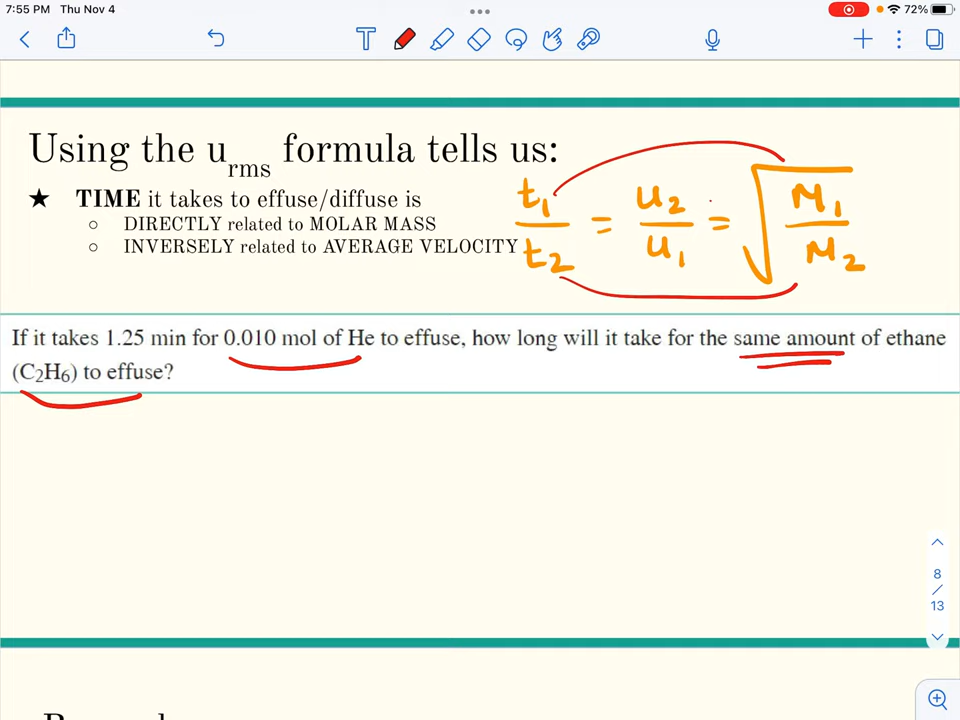 7:55 PM Thu Nov 4
72%
T
Using the urms formula tells us:
★ TIME it takes to effuse/diffuse is
○ DIRECTLY related to MOLAR MASS
○ INVERSELY related to AVERAGE VELOCITY
t1/t2 = u2/u1 = √M1/M2
If it takes 1.25 min for 0.010 mol of He to effuse, how long will it take for the same amount of ethane
(C2H6) to effuse?
8
/
13